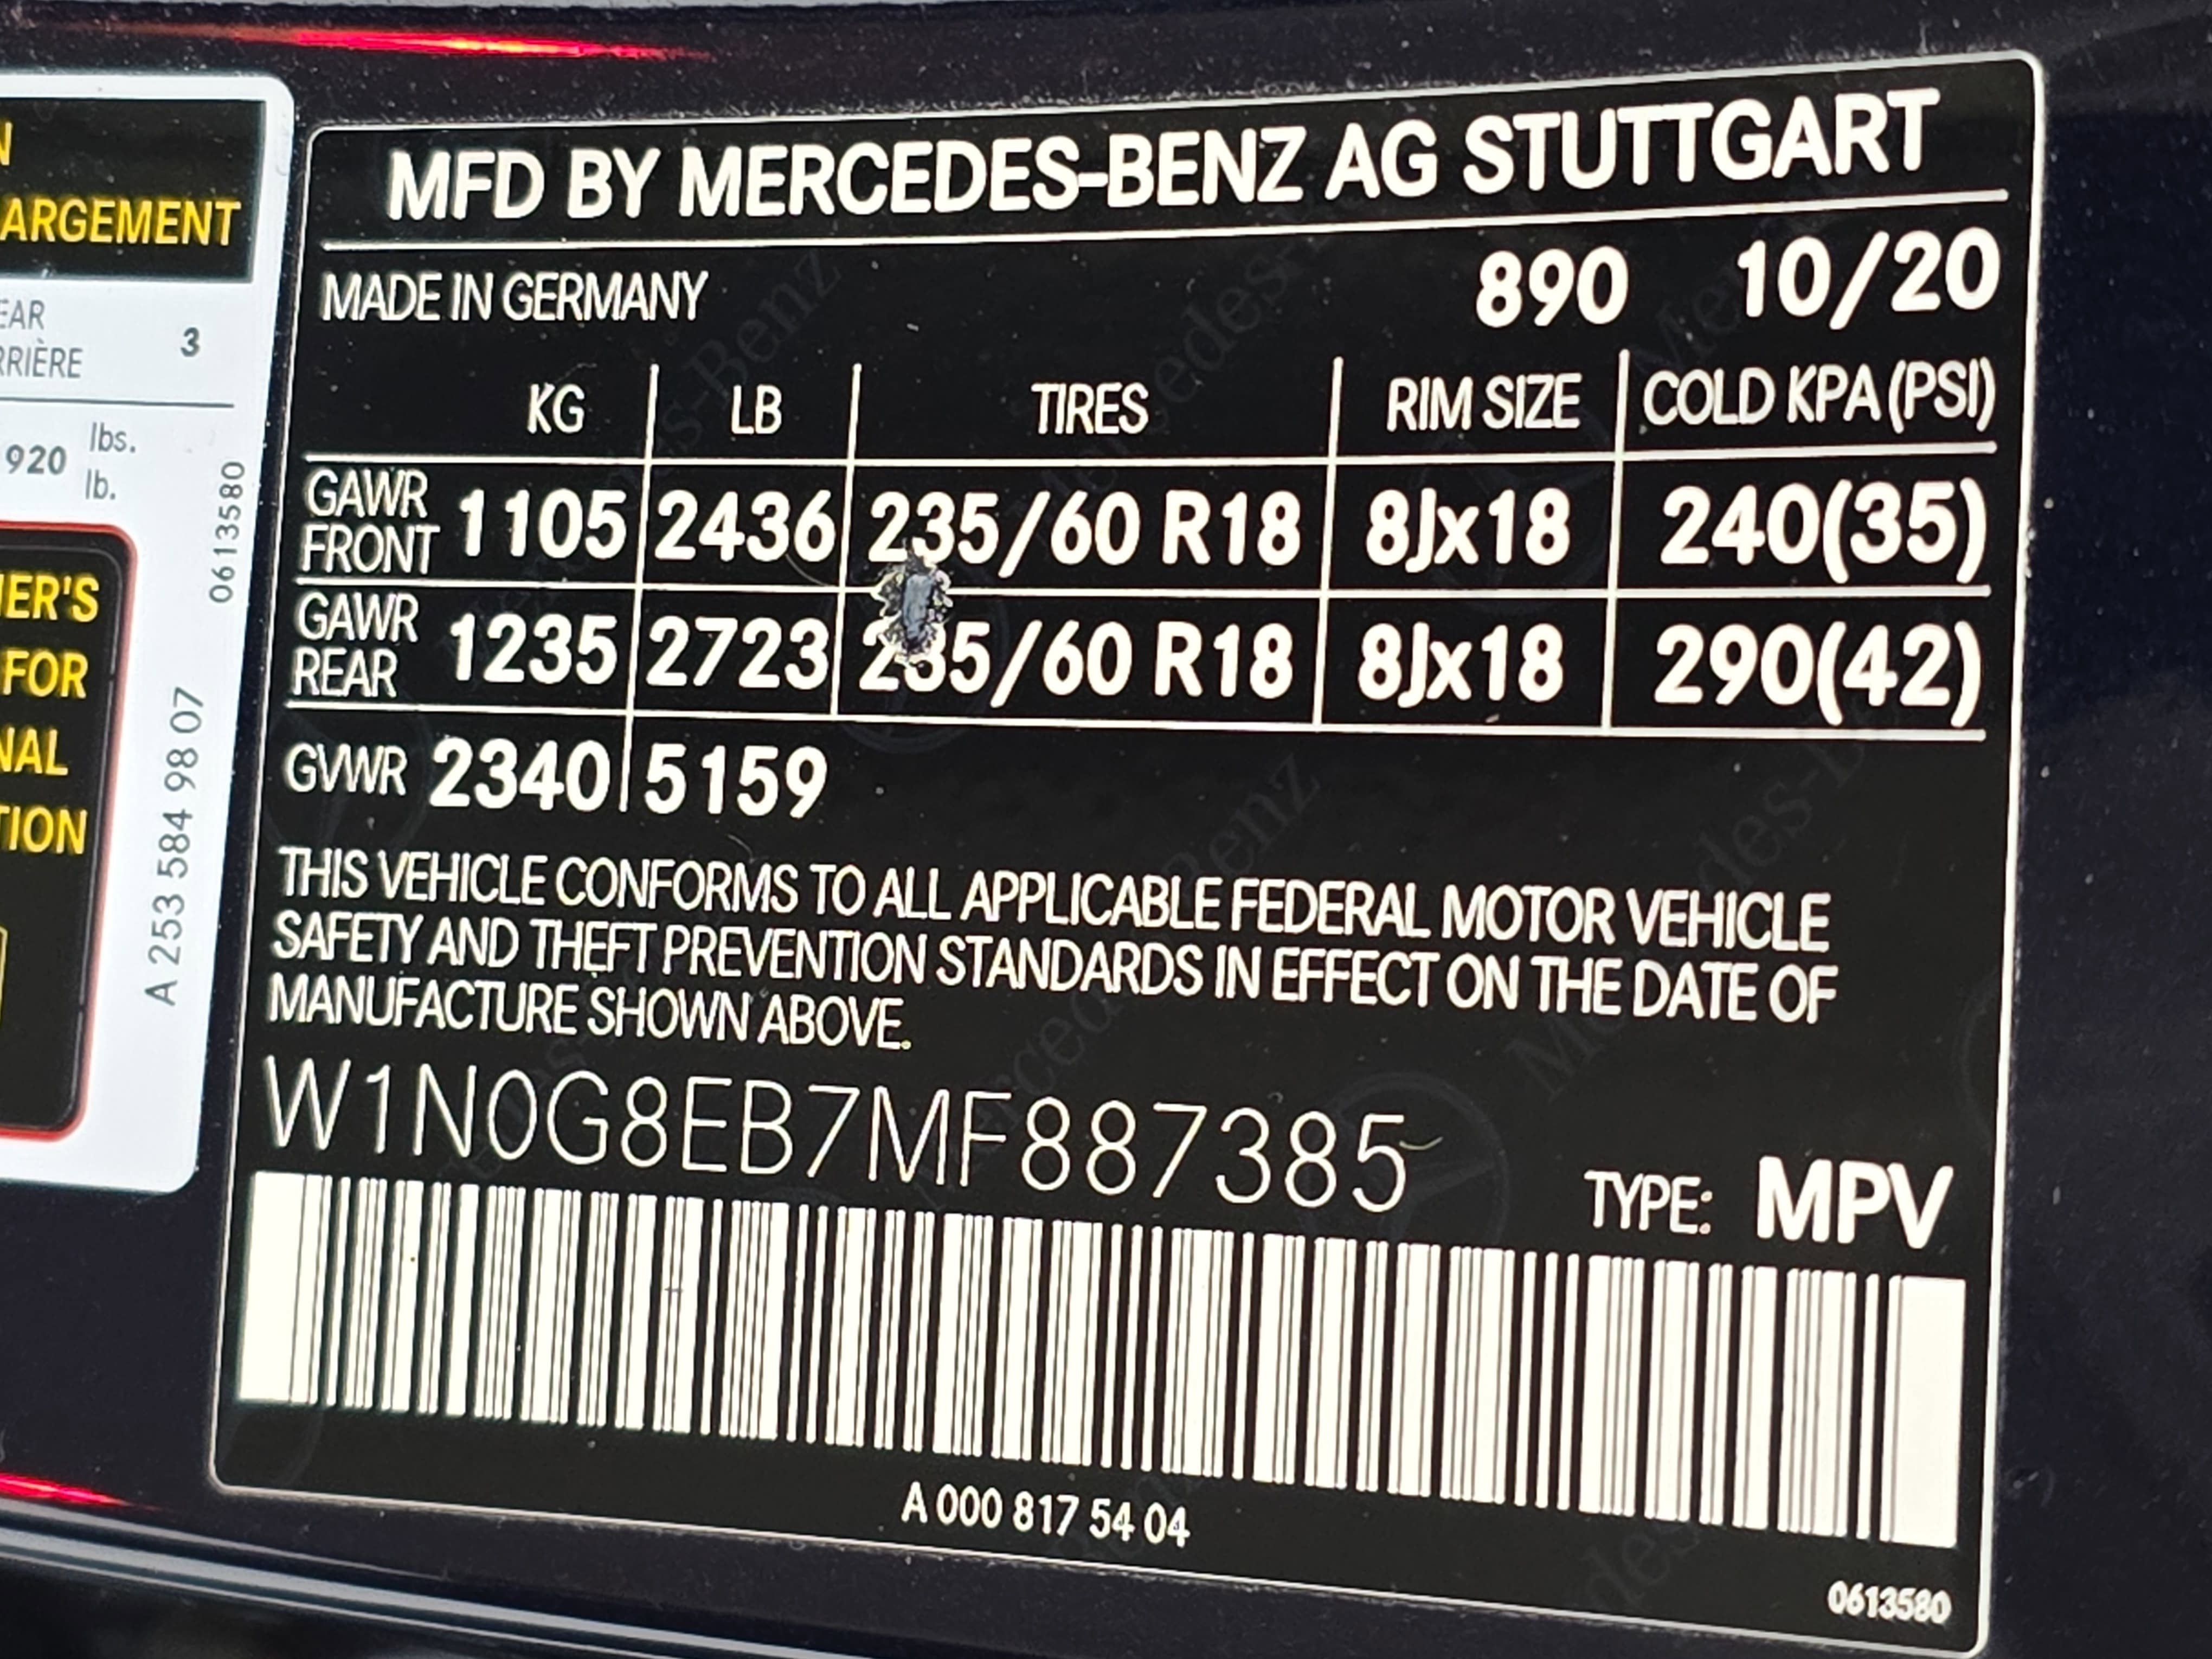 N
ARGEMENT
EAR
RRIÈRE
3
920
lbs.
lb.
0613580
IER'S
FOR
NAL
TION
A 253 584 98 07
MFD BY MERCEDES-BENZ AG STUTTGART
MADE IN GERMANY 890 10/20
KG LB TIRES RIM SIZE COLD KPA (PSI)
GAWR
FRONT 1105 2436 235/60 R18 8Jx18 240(35)
GAWR
REAR 1235 2723 235/60 R18 8Jx18 290(42)
GVWR 2340 5159
THIS VEHICLE CONFORMS TO ALL APPLICABLE FEDERAL MOTOR VEHICLE
SAFETY AND THEFT PREVENTION STANDARDS IN EFFECT ON THE DATE OF
MANUFACTURE SHOWN ABOVE.
W1N0G8EB7MF887385
TYPE: MPV
A 000 817 54 04
0613580